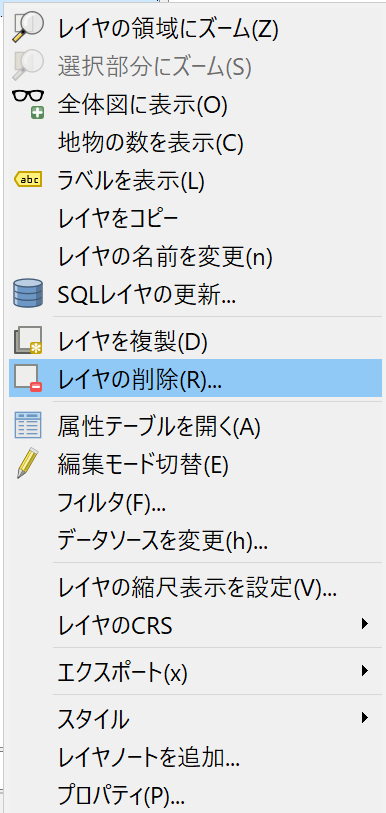 レイヤの領域にズーム(Z)
選択部分にズーム(S)
全体図に表示(O)
地物の数を表示(C)
abc ラベルを表示(L)
レイヤをコピー
レイヤの名前を変更(n)
SQLレイヤの更新...
レイヤを複製(D)
レイヤの削除(R)...
属性テーブルを開く(A)
編集モード切替(E)
フィルタ(F)...
データソースを変更(h)...
レイヤの縮尺表示を設定(V)...
レイヤのCRS
エクスポート(x)
スタイル
レイヤノートを追加...
プロパティ(P)...